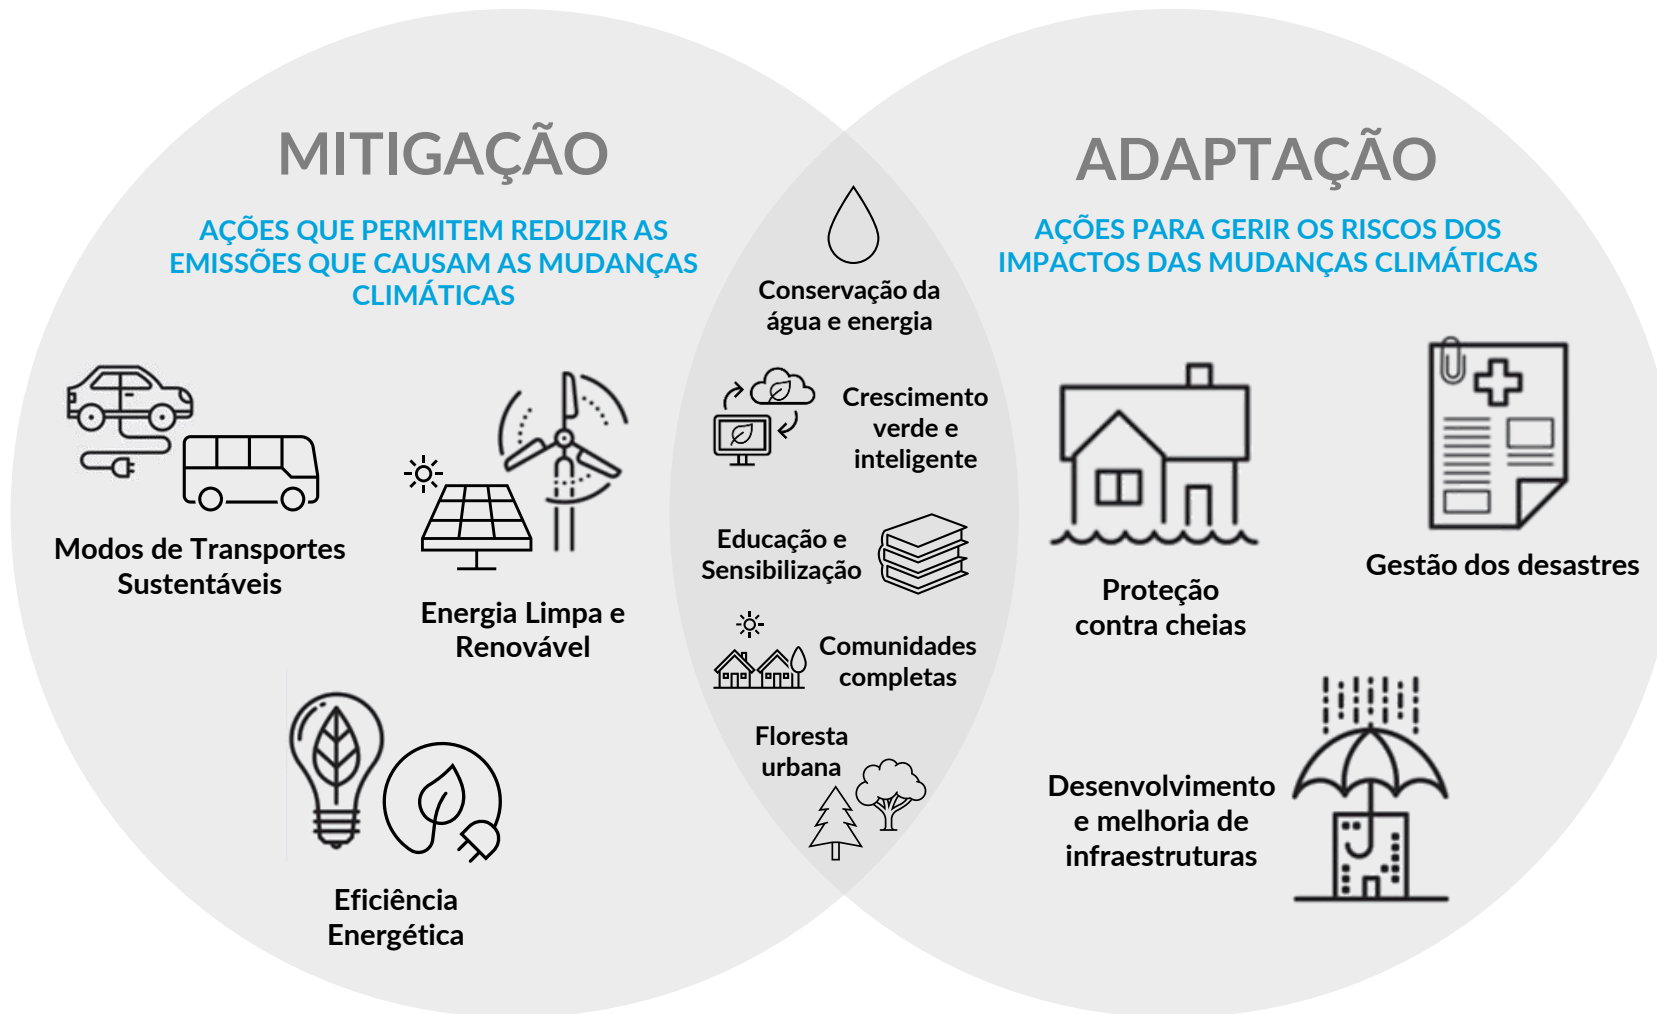 MITIGAÇÃO
AÇÕES QUE PERMITEM REDUZIR AS
EMISSÕES QUE CAUSAM AS MUDANÇAS
CLIMÁTICAS
Modos de Transportes
Sustentáveis
Energia Limpa e
Renovável
Eficiência
Energética
Conservação da
água e energia
Crescimento
verde e
inteligente
Educação e
Sensibilização
Comunidades
completas
Floresta
urbana
ADAPTAÇÃO
AÇÕES PARA GERIR OS RISCOS DOS
IMPACTOS DAS MUDANÇAS CLIMÁTICAS
Proteção
contra cheias
Gestão dos desastres
Desenvolvimento
e melhoria de
infraestruturas